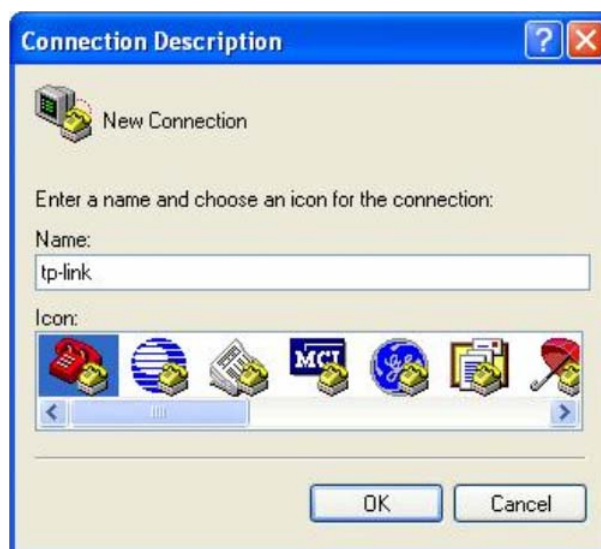 Connection Description
New Connection
Enter a name and choose an icon for the connection:
Name:
tp-link
Icon:
MCI
OK
Cancel